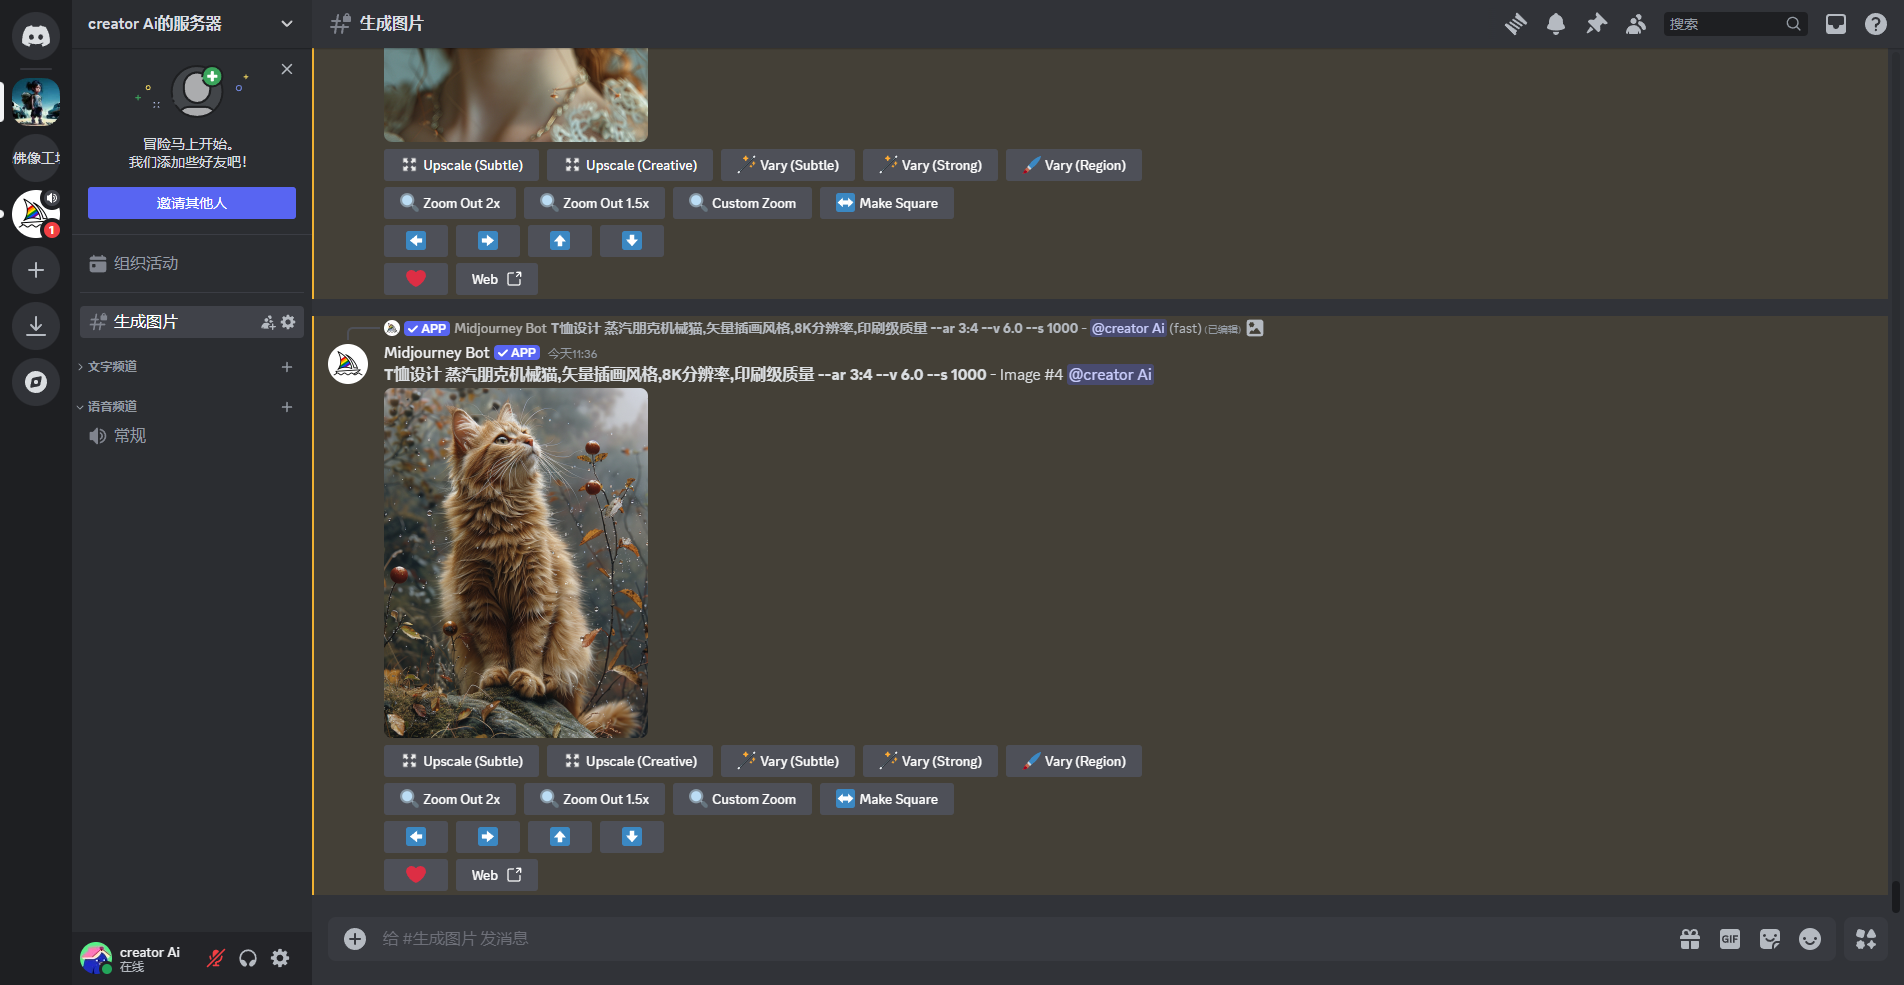 creator Ai的服务器
生成图片
搜索
冒险马上开始。
我们添加些好友吧！
邀请其他人
佛像工坊
1
组织活动
生成图片
文字频道
语音频道
常规
Upscale (Subtle) Upscale (Creative) Vary (Subtle) Vary (Strong) Vary (Region)
Zoom Out 2x Zoom Out 1.5x Custom Zoom Make Square
Web
APP Midjourney Bot T恤设计 蒸汽朋克机械猫,矢量插画风格,8K分辨率,印刷级质量 --ar 3:4 --v 6.0 --s 1000 - @creator Ai (fast) (已编辑)
Midjourney Bot APP 今天11:36
T恤设计 蒸汽朋克机械猫,矢量插画风格,8K分辨率,印刷级质量 --ar 3:4 --v 6.0 --s 1000 - Image #4 @creator Ai
Upscale (Subtle) Upscale (Creative) Vary (Subtle) Vary (Strong) Vary (Region)
Zoom Out 2x Zoom Out 1.5x Custom Zoom Make Square
Web
给 #生成图片 发消息
GIF
creator Ai
在线